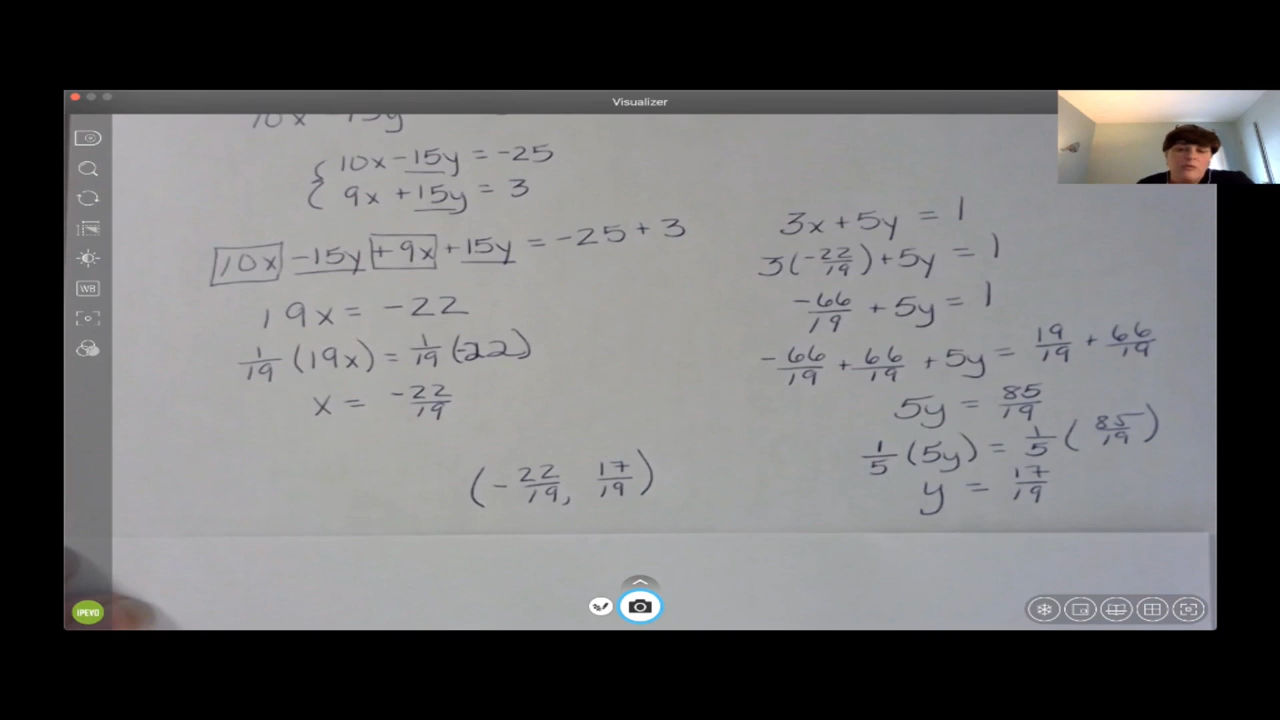 Visualizer
10x - 15y
10x - 15y = -25
9x + 15y = 3
10x - 15y + 9x + 15y = -25 + 3
19x = -22
1/19 (19x) = 1/19 (-22)
x = -22/19
(-22/19, 17/19)
3x + 5y = 1
3(-22/19) + 5y = 1
-66/19 + 5y = 1
-66/19 + 66/19 + 5y = 19/19 + 66/19
5y = 85/19
1/5 (5y) = 1/5 (85/19)
y = 17/19
WB
IPEVO